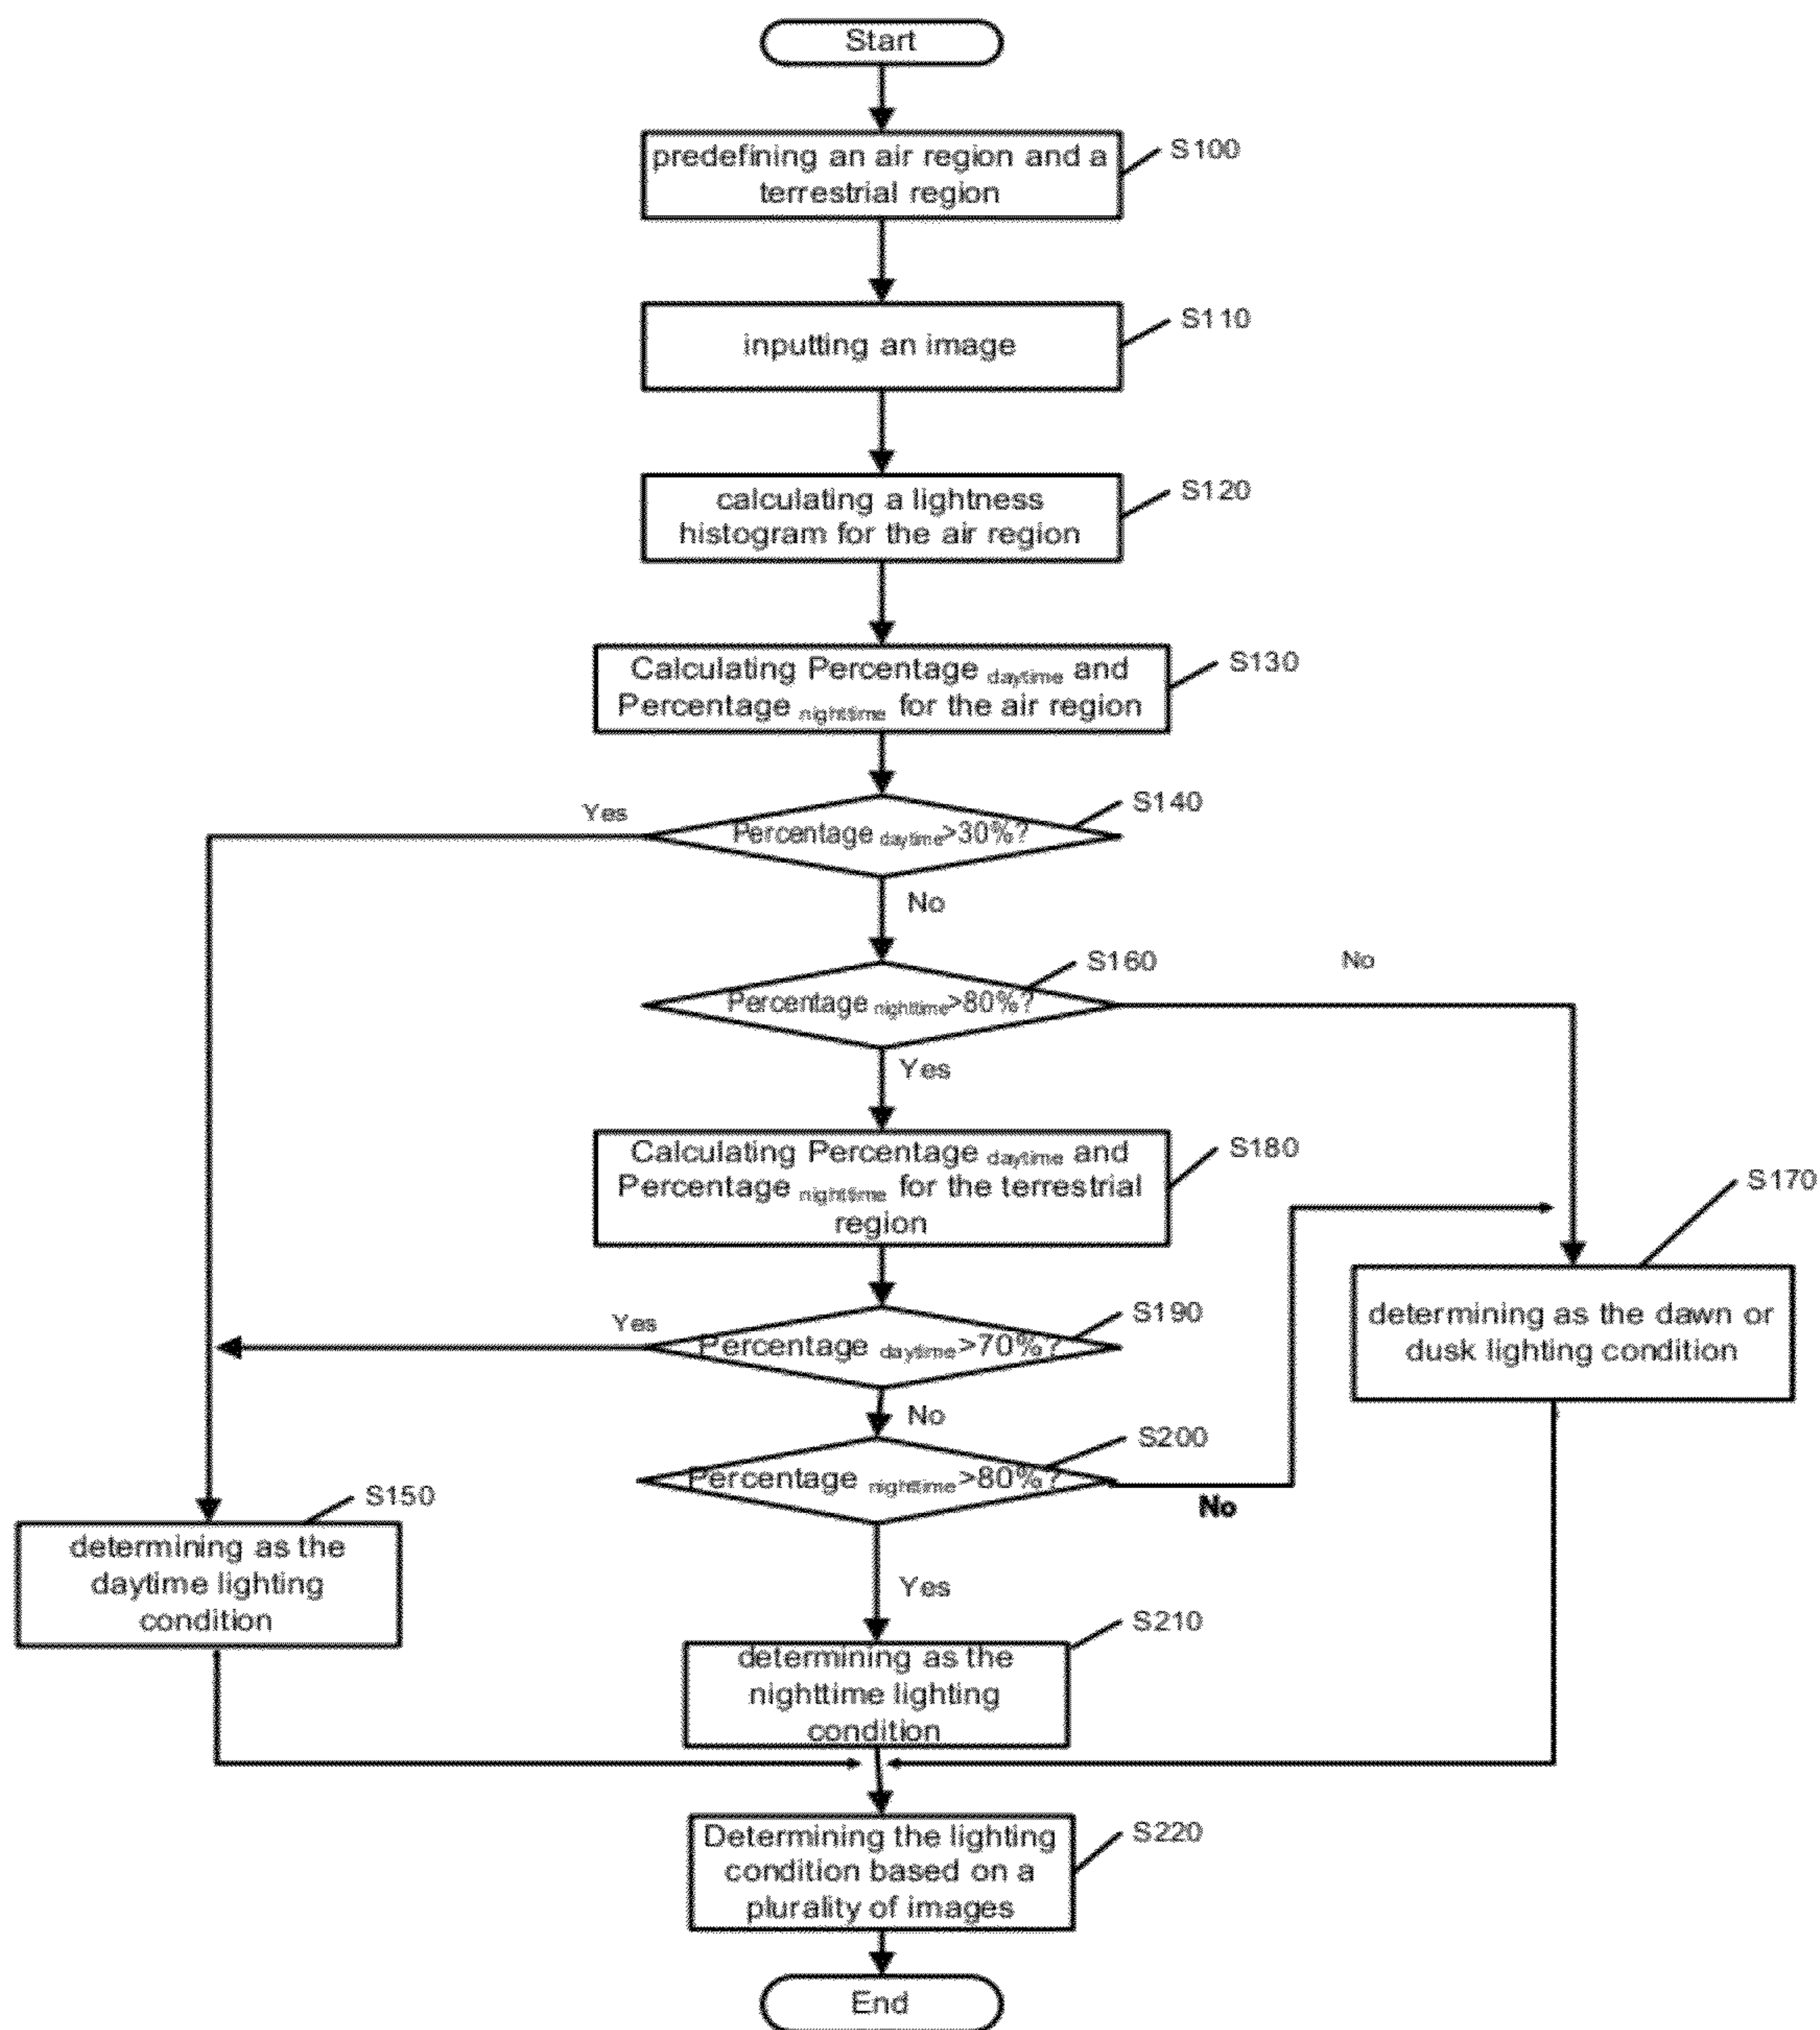 Start
predefining an air region and a
terrestrial region
S100
inputting an image
S110
calculating a lightness
histogram for the air region
S120
Calculating Percentage daytime and
Percentage nighttime for the air region
S130
Yes
Percentage daytime>30%?
S140
No
Percentage nighttime>80%?
S160
No
Yes
Calculating Percentage daytime and
Percentage nighttime for the terrestrial
region
S180
S170
determining as the dawn or
dusk lighting condition
Yes
Percentage daytime>70%?
S190
No
Percentage nighttime>80%?
S200
No
S150
determining as the
daytime lighting
condition
Yes
S210
determining as the
nighttime lighting
condition
Determining the lighting
condition based on a
plurality of images
S220
End